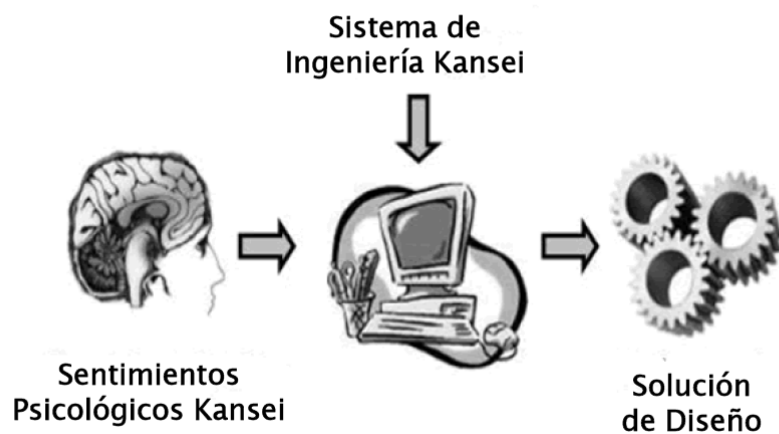 Sistema de
Ingeniería Kansei
Sentimientos
Psicológicos Kansei
Solución
de Diseño